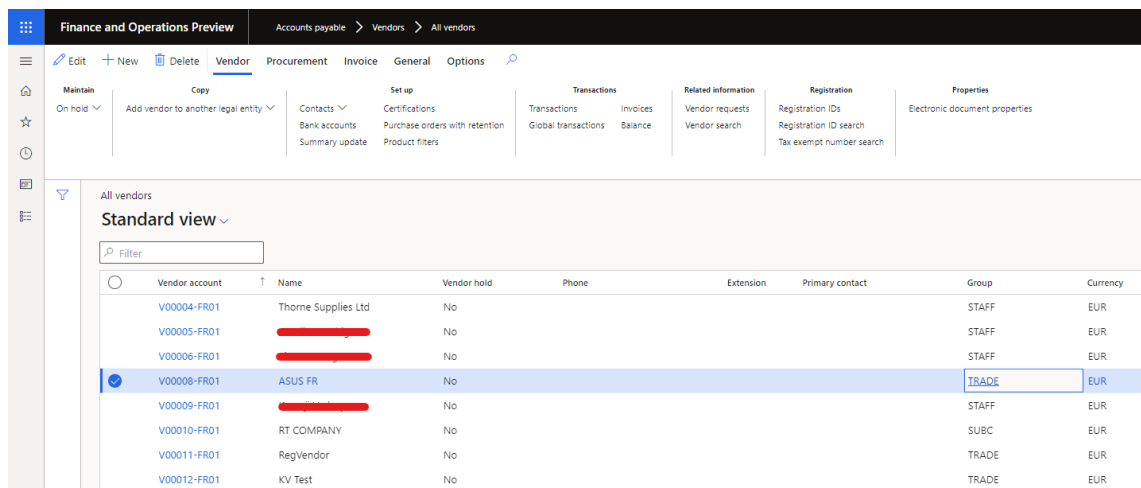 Finance and Operations Preview Accounts payable Vendors All vendors
Edit New Delete Vendor Procurement Invoice General Options
Maintain Copy Set up Transactions Related information Registration Properties
On hold Add vendor to another legal entity Contacts Certifications Transactions Invoices Vendor requests Registration IDs Electronic document properties
Bank accounts Purchase orders with retention Global transactions Balance Vendor search Registration ID search
Summary update Product filters Tax exempt number search
All vendors
Standard view
Filter
Vendor account Name Vendor hold Phone Extension Primary contact Group Currency
V00004-FR01 Thorne Supplies Ltd No STAFF EUR
V00005-FR01 No STAFF EUR
V00006-FR01 No STAFF EUR
V00008-FR01 ASUS FR No TRADE EUR
V00009-FR01 No STAFF EUR
V00010-FR01 RT COMPANY No SUBC EUR
V00011-FR01 RegVendor No TRADE EUR
V00012-FR01 KV Test No TRADE EUR